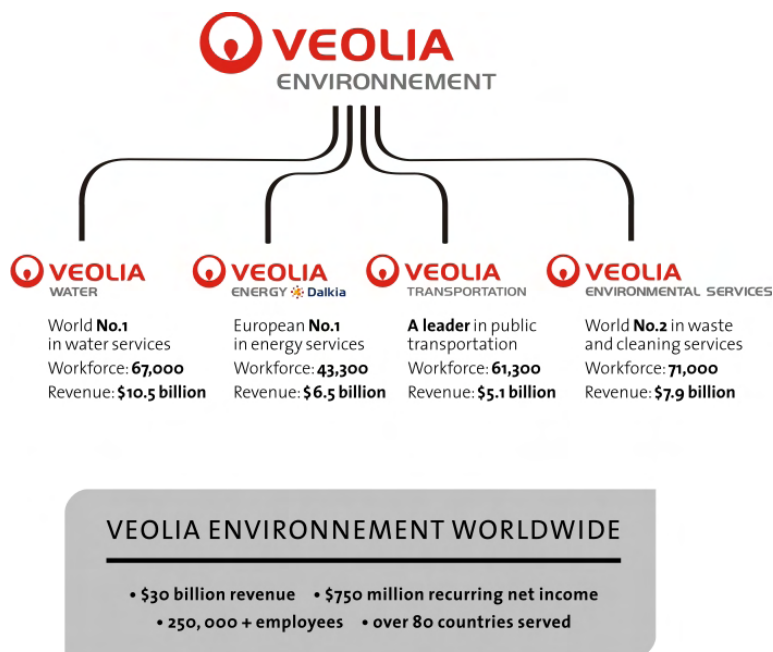 VEOLIA
ENVIRONNEMENT
VEOLIA
WATER
World No.1
in water services
Workforce: 67,000
Revenue: $10.5 billion
VEOLIA
ENERGY Dalkia
European No.1
in energy services
Workforce: 43,300
Revenue: $6.5 billion
VEOLIA
TRANSPORTATION
A leader in public
transportation
Workforce: 61,300
Revenue: $5.1 billion
VEOLIA
ENVIRONMENTAL SERVICES
World No.2 in waste
and cleaning services
Workforce: 71,000
Revenue: $7.9 billion
VEOLIA ENVIRONNEMENT WORLDWIDE
• $30 billion revenue • $750 million recurring net income
• 250,000 + employees • over 80 countries served